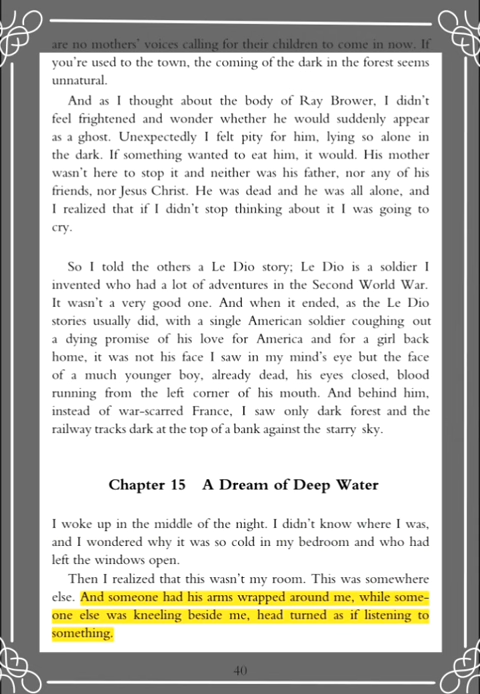 are no mothers' voices calling for their children to come in now. If
you're used to the town, the coming of the dark in the forest seems
unnatural.
And as I thought about the body of Ray Brower, I didn't
feel frightened and wonder whether he would suddenly appear
as a ghost. Unexpectedly I felt pity for him, lying so alone in
the dark. If something wanted to eat him, it would. His mother
wasn't here to stop it and neither was his father, nor any of his
friends, nor Jesus Christ. He was dead and he was all alone, and
I realized that if I didn't stop thinking about it I was going to
cry.
So I told the others a Le Dio story; Le Dio is a soldier I
invented who had a lot of adventures in the Second World War.
It wasn't a very good one. And when it ended, as the Le Dio
stories usually did, with a single American soldier coughing out
a dying promise of his love for America and for a girl back
home, it was not his face I saw in my mind's eye but the face
of a much younger boy, already dead, his eyes closed, blood
running from the left corner of his mouth. And behind him,
instead of war-scarred France, I saw only dark forest and the
railway tracks dark at the top of a bank against the starry sky.
Chapter 15 A Dream of Deep Water
I woke up in the middle of the night. I didn't know where I was,
and I wondered why it was so cold in my bedroom and who had
left the windows open.
Then I realized that this wasn't my room. This was somewhere
else. And someone had his arms wrapped around me, while some-
one else was kneeling beside me, head turned as if listening to
something.
40